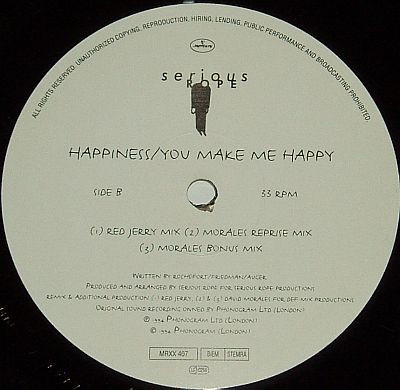 ALL RIGHTS RESERVED. UNAUTHORIZED COPYING, REPRODUCTION, HIRING, LENDING, PUBLIC PERFORMANCE AND BROADCASTING PROHIBITED.
serious
ROPE
HAPPINESS/YOU MAKE ME HAPPY
SIDE B
33 RPM
(1) RED JERRY MIX (2) MORALES REPRISE MIX
(3) MORALES BONUS MIX
WRITTEN BY ROCHEFORT/FRIEDMAN/AUGER
PRODUCED AND ARRANGED BY SERIOUS ROPE FOR SERIOUS ROPE PRODUCTIONS
REMIX & ADDITIONAL PRODUCTION (1) RED JERRY, (2) & (3) DAVID MORALES FOR DEF MIX PRODUCTIONS
ORIGINAL SOUND RECORDING OWNED BY PHONOGRAM LTD (LONDON)
℗ 1994 PHONOGRAM LTD (LONDON)
© 1994 PHONOGRAM (LONDON)
MRXX 407
BIEM
STEMRA